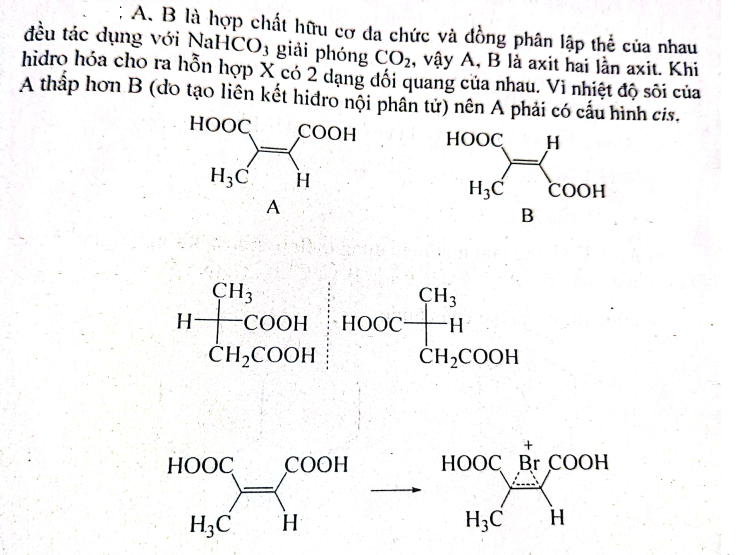 : A, B là hợp chất hữu cơ đa chức và đồng phân lập thể của nhau
đều tác dụng với NaHCO3 giải phóng CO2, vậy A, B là axit hai lần axit. Khi
hiđro hóa cho ra hỗn hợp X có 2 dạng đối quang của nhau. Vì nhiệt độ sôi của
A thấp hơn B (do tạo liên kết hiđro nội phân tử) nên A phải có cấu hình cis.
HOOC COOH HOOC H
H3C H H3C COOH
A B
CH3 CH3
H COOH HOOC H
CH2COOH CH2COOH
+
HOOC COOH HOOC Br COOH
H3C H H3C H